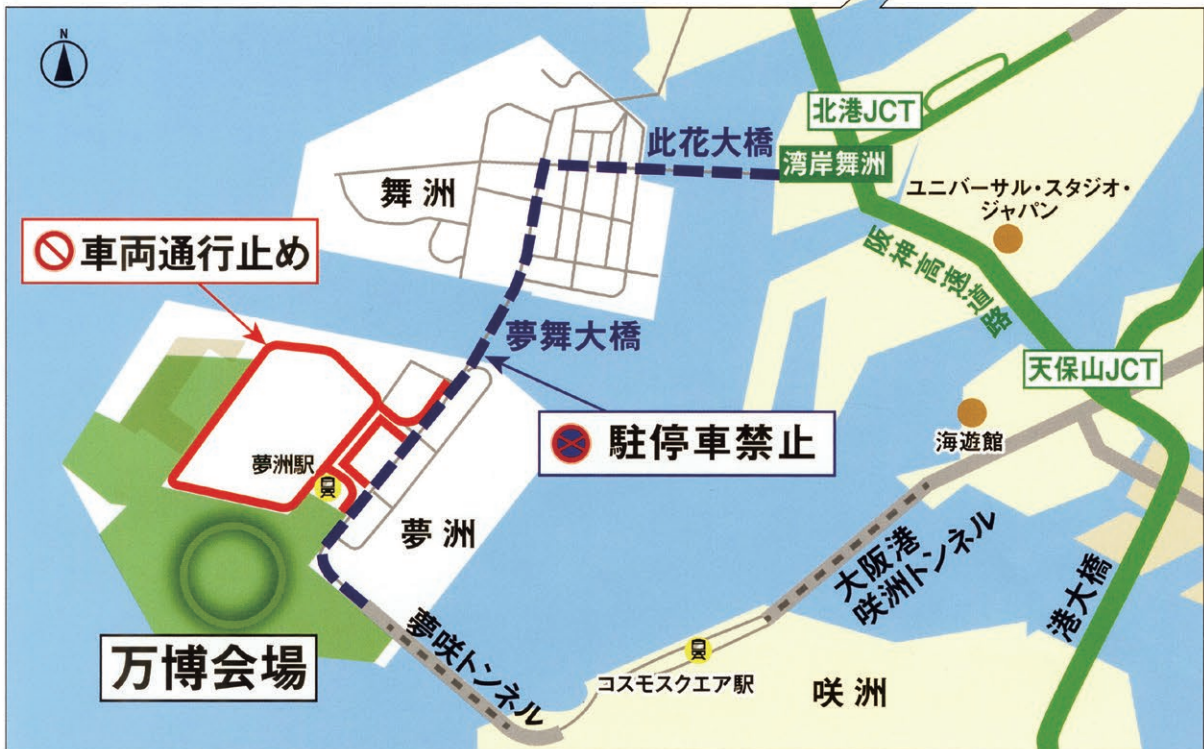 N
北港JCT
此花大橋
湾岸舞洲
舞洲
ユニバーサル・スタジオ・
ジャパン
車両通行止め
阪神高速道路
夢舞大橋
天保山JCT
駐停車禁止
海遊館
夢洲駅
夢洲
大阪港
咲洲トンネル
港大橋
夢咲トンネル
万博会場
コスモスクエア駅
咲洲